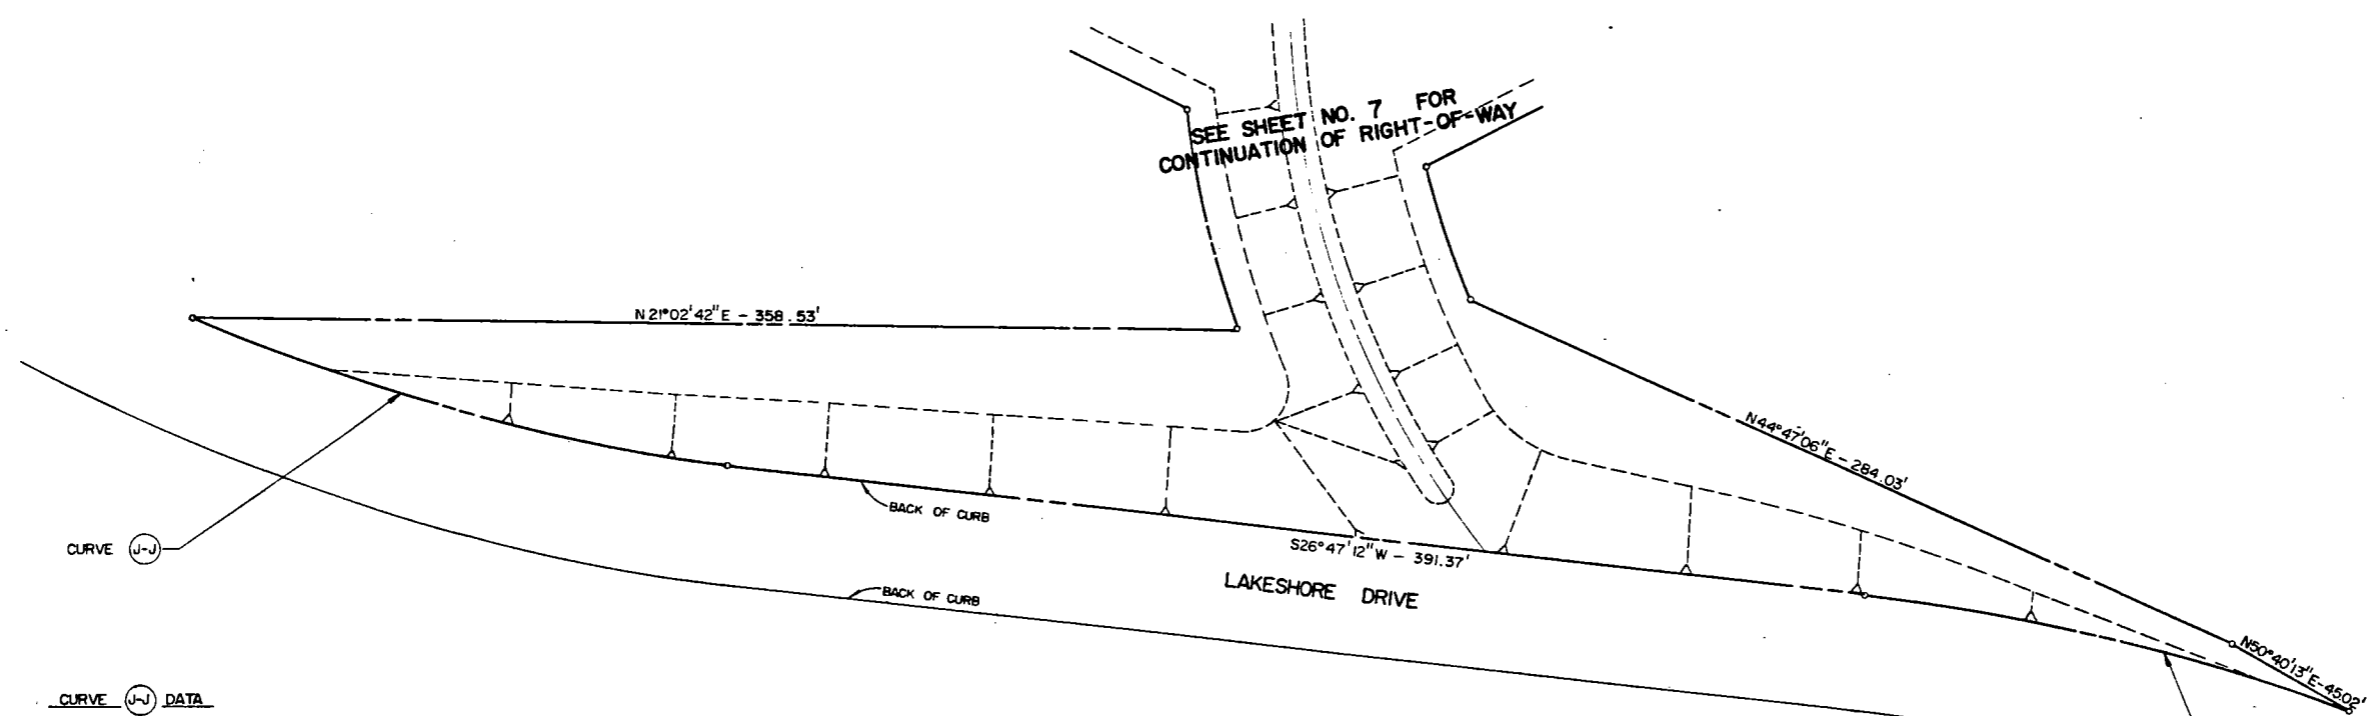 SEE SHEET NO. 7 FOR
CONTINUATION OF RIGHT-OF-WAY
N 21°02'42"E - 358.53'
N44°47'06"E - 284.03'
BACK OF CURB
CURVE J-J
S26°47'12"W - 391.37'
LAKESHORE DRIVE
BACK OF CURB
N50°40'13"E-45.02'
CURVE J-J DATA